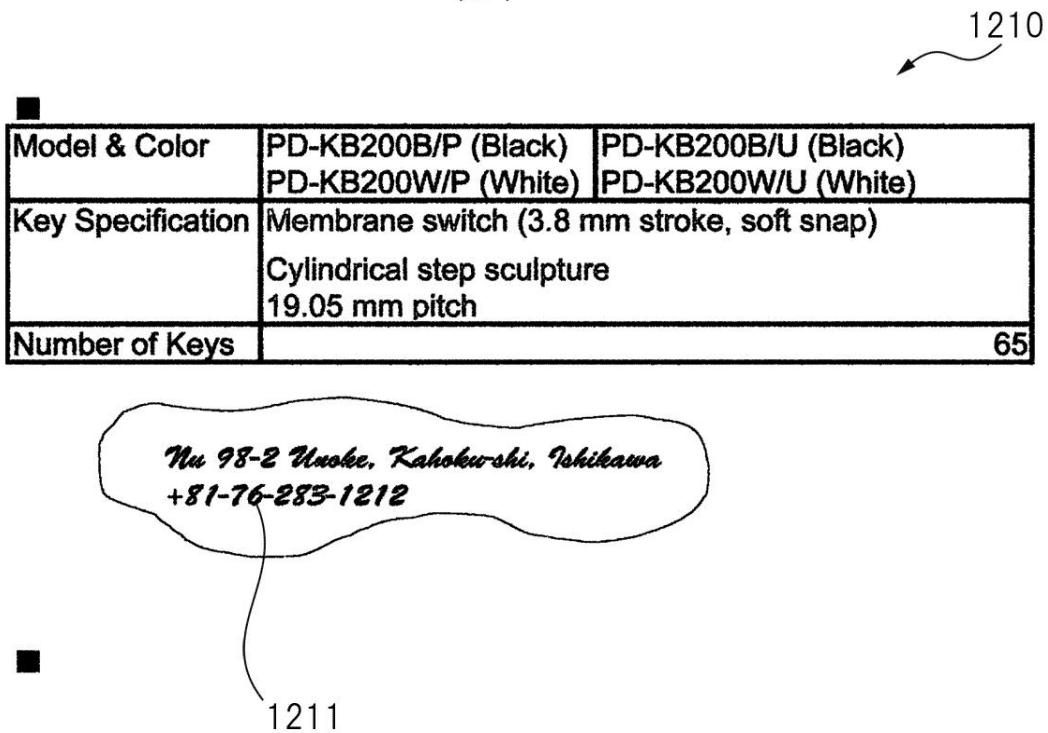 1210
Model & Color PD-KB200B/P (Black) PD-KB200B/U (Black)
PD-KB200W/P (White) PD-KB200W/U (White)
Key Specification Membrane switch (3.8 mm stroke, soft snap)
Cylindrical step sculpture
19.05 mm pitch
Number of Keys 65
Nu 98-2 Unoke, Kahoku-shi, Ishikawa
+81-76-283-1212
1211